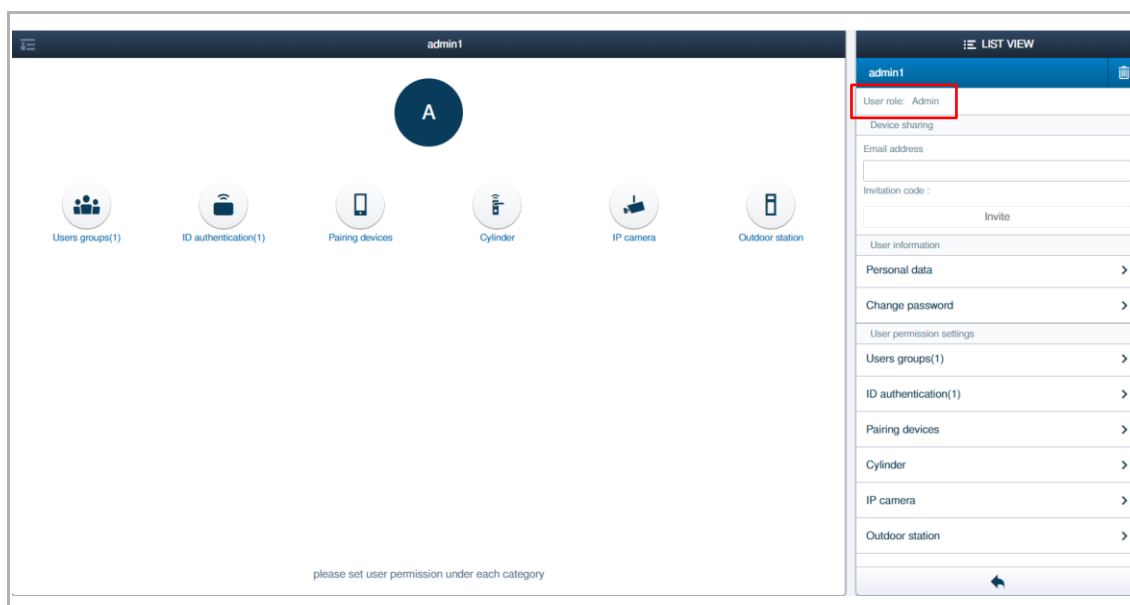 admin1
A
Users groups(1)
ID authentication(1)
Pairing devices
Cylinder
IP camera
Outdoor station
please set user permission under each category
LIST VIEW
admin1
User role: Admin
Device sharing
Email address
Invitation code :
Invite
User information
Personal data
Change password
User permission settings
Users groups(1)
ID authentication(1)
Pairing devices
Cylinder
IP camera
Outdoor station